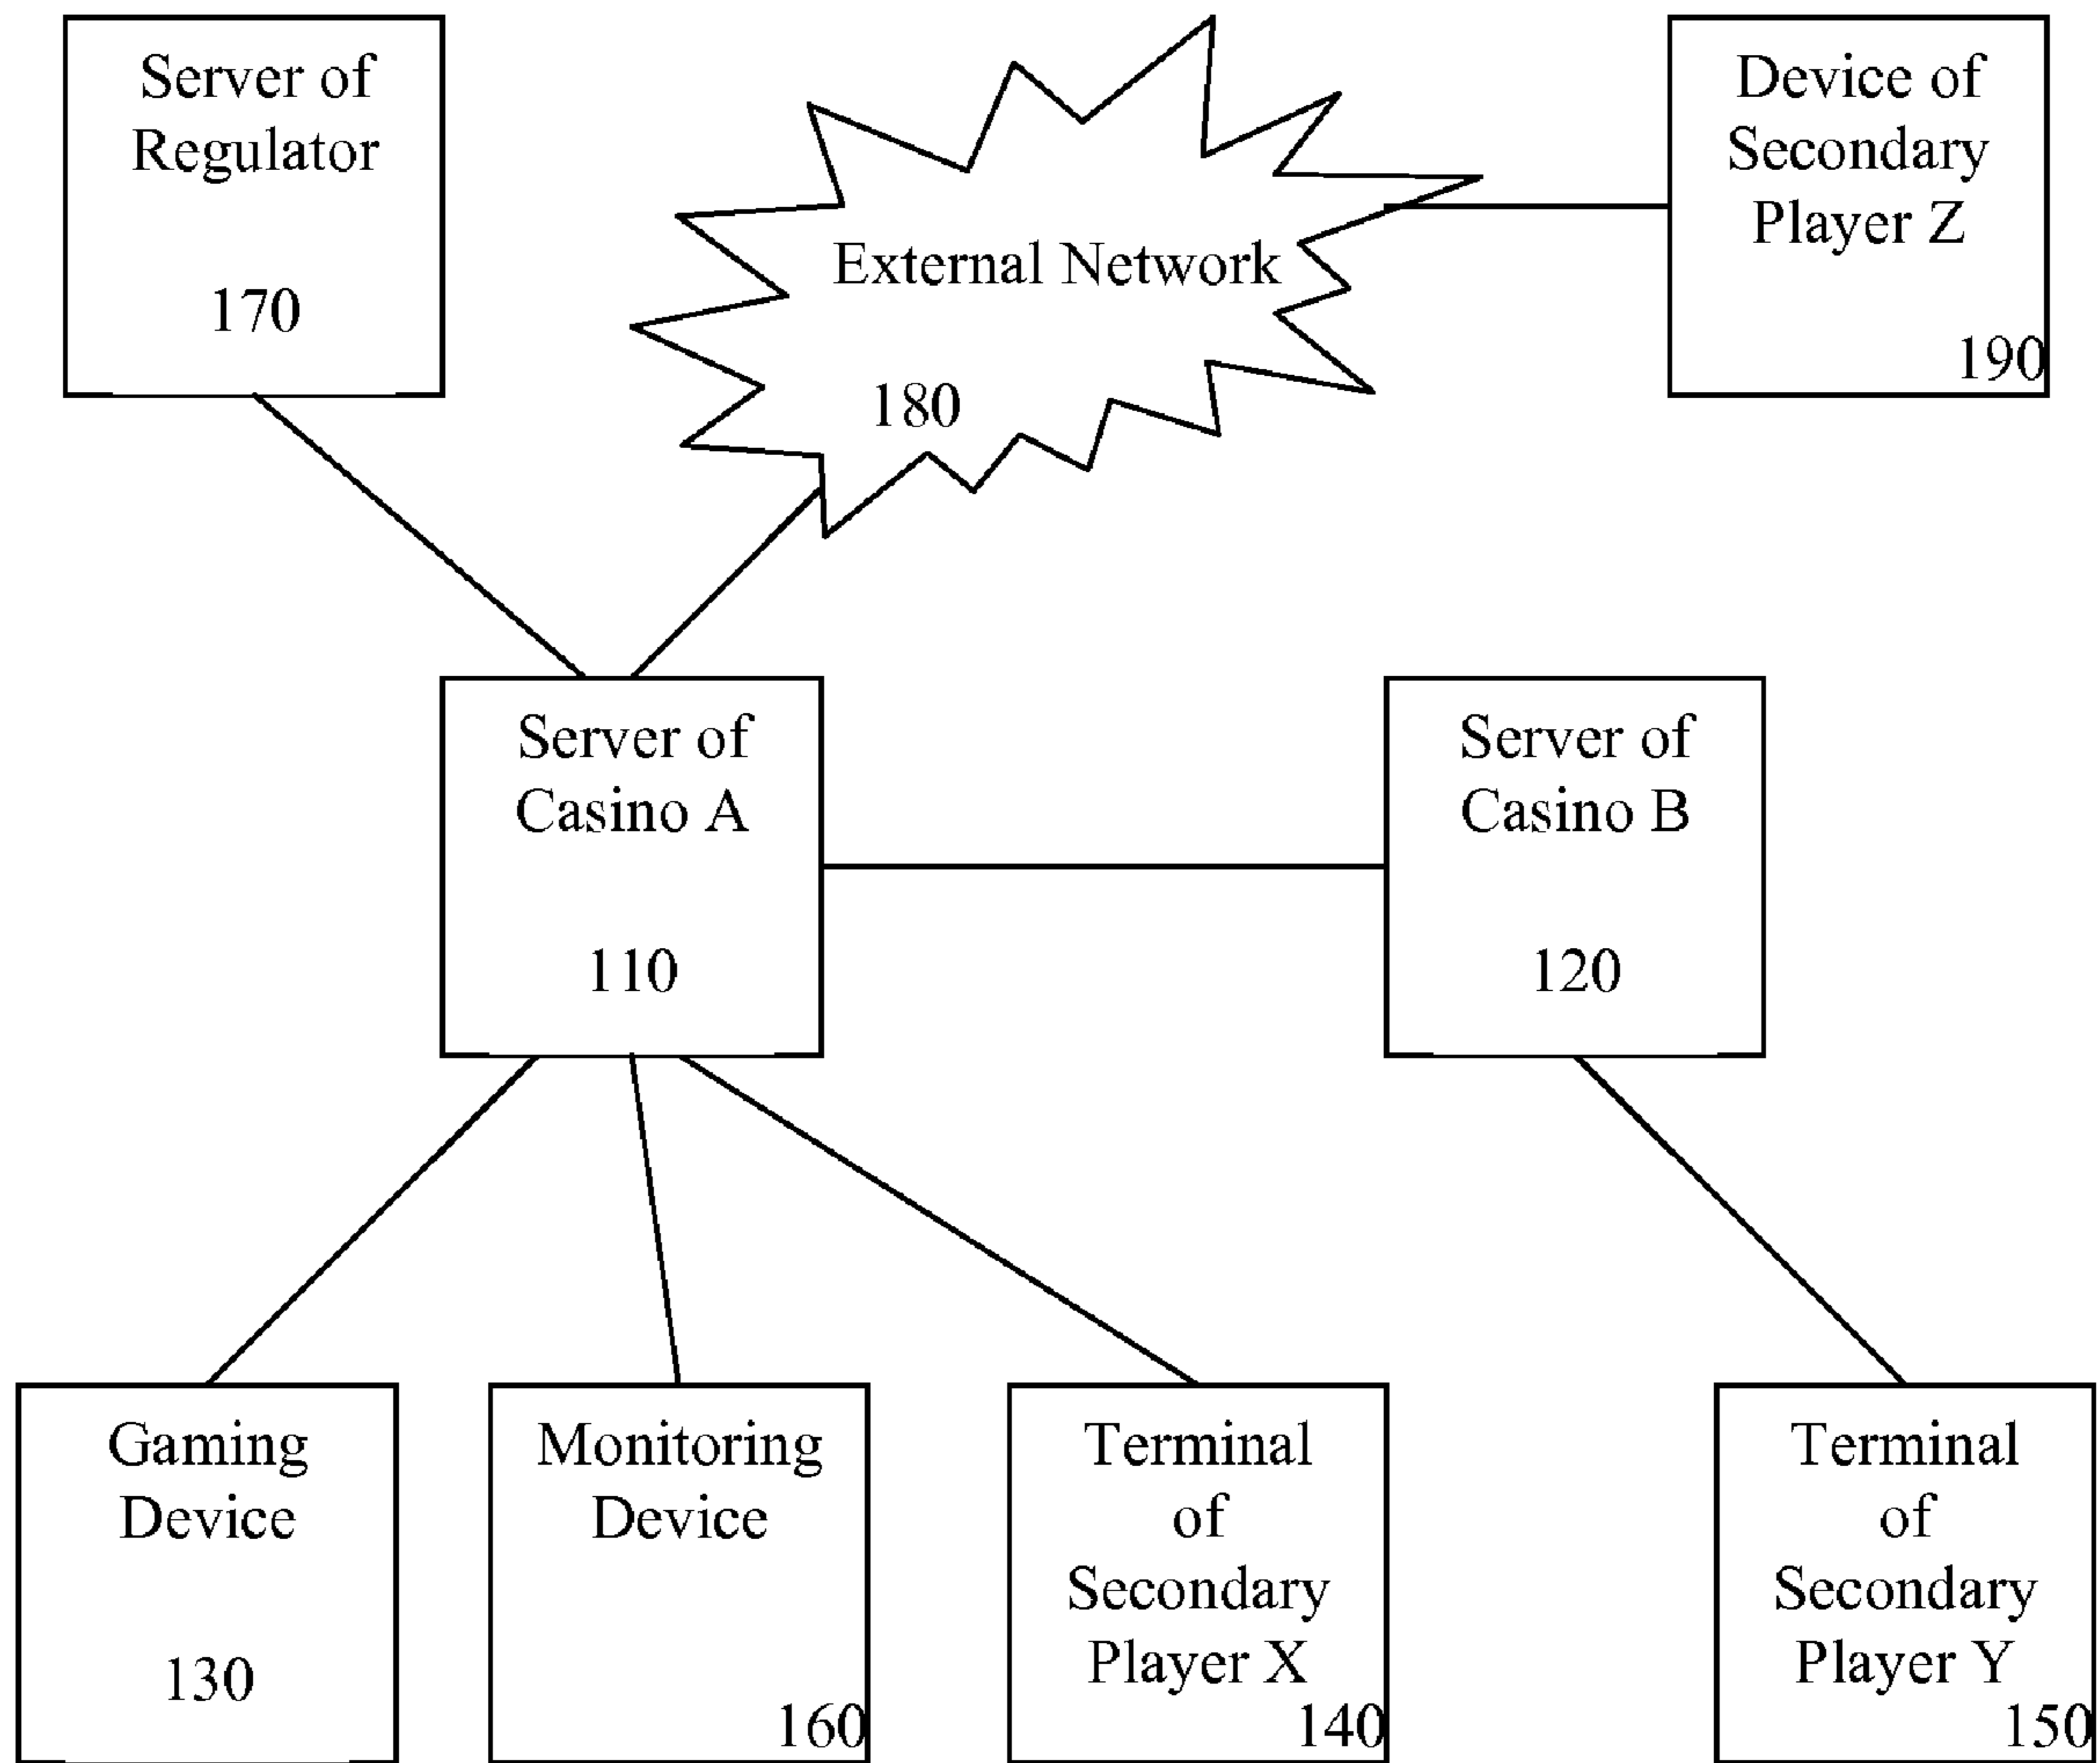 Server of
Regulator
170
External Network
180
Device of
Secondary
Player Z
190
Server of
Casino A
110
Server of
Casino B
120
Gaming
Device
130
Monitoring
Device
160
Terminal
of
Secondary
Player X
140
Terminal
of
Secondary
Player Y
150